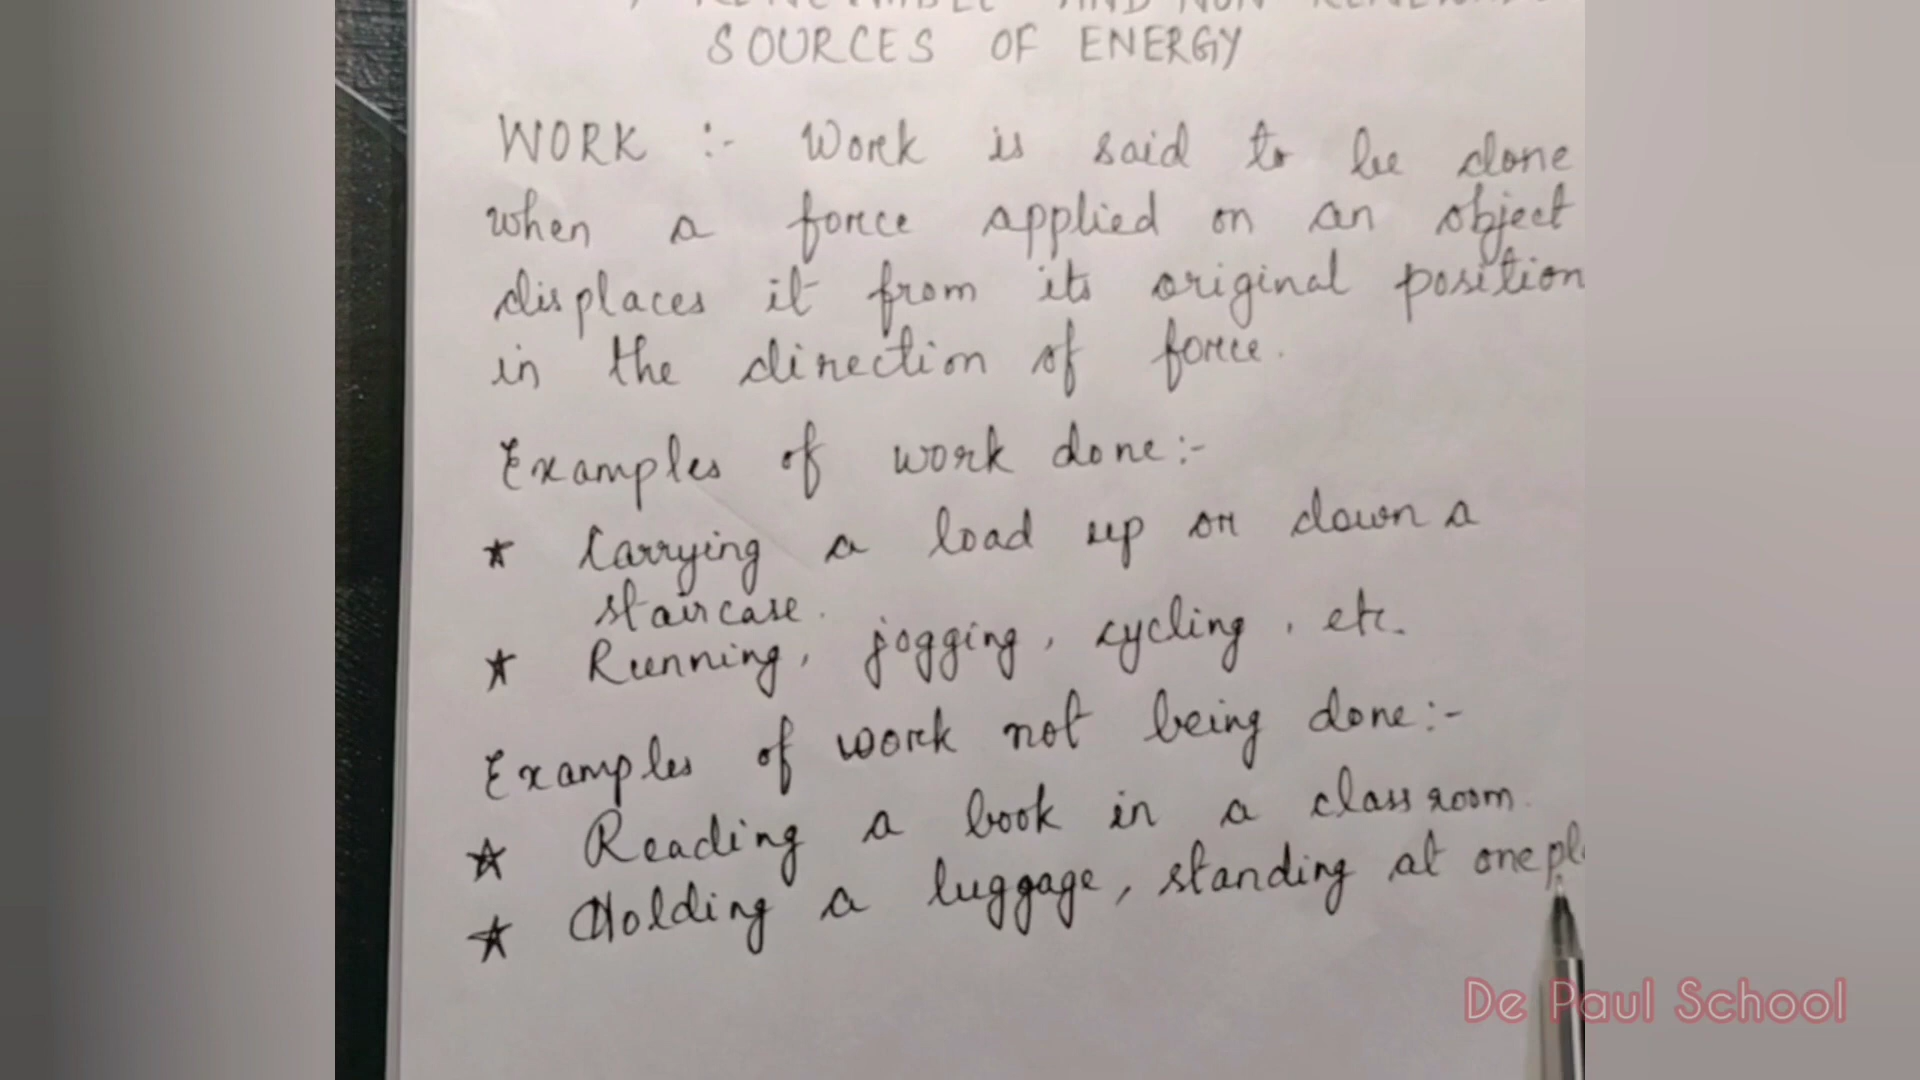 AND NON
SOURCES OF ENERGY
WORK :- Work is said to be done
when a force applied on an object
displaces it from its original position
in the direction of force.
Examples of work done:-
★ Carrying a load up or down a
staircase.
★ Running, jogging, cycling, etc.
Examples of work not being done:-
★ Reading a book in a classroom.
★ Holding a luggage, standing at one
De Paul School